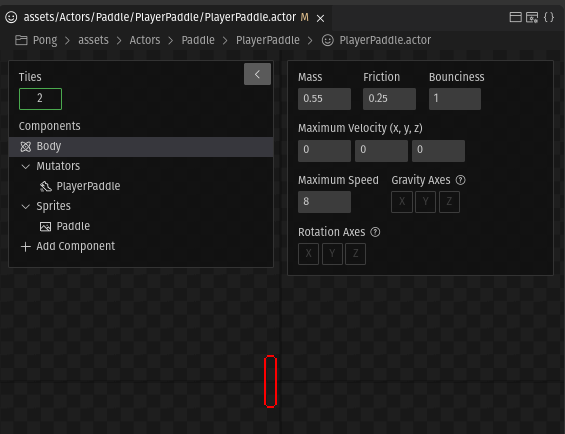 assets/Actors/Paddle/PlayerPaddle/PlayerPaddle.actor M
Pong > assets > Actors > Paddle > PlayerPaddle > PlayerPaddle.actor
Tiles
2
Components
Body
Mutators
PlayerPaddle
Sprites
Paddle
Add Component
Mass Friction Bounciness
0.55 0.25 1
Maximum Velocity (x, y, z)
0 0 0
Maximum Speed Gravity Axes
8 X Y Z
Rotation Axes
X Y Z